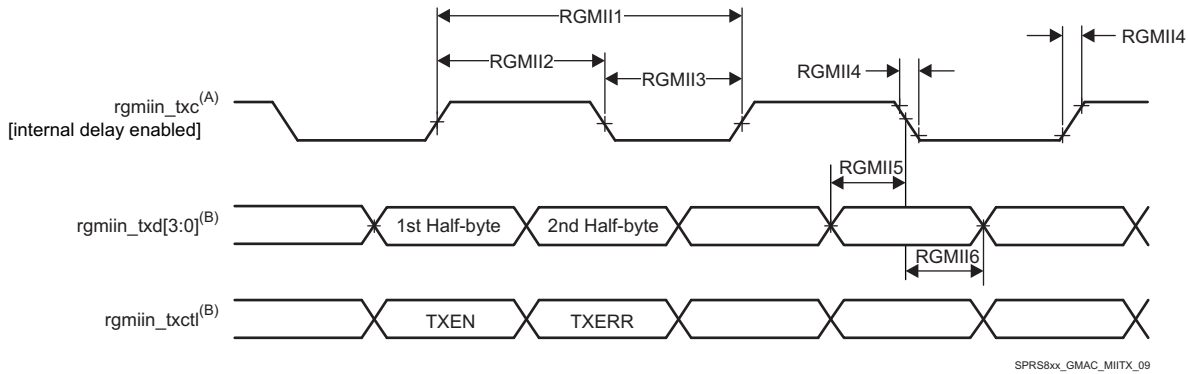 RGMII1
RGMII2
RGMII3
RGMII4
RGMII4
rgmiin_txc(A)
[internal delay enabled]
RGMII5
rgmiin_txd[3:0](B)
1st Half-byte
2nd Half-byte
RGMII6
rgmiin_txctl(B)
TXEN
TXERR
SPRS8xx_GMAC_MIITX_09